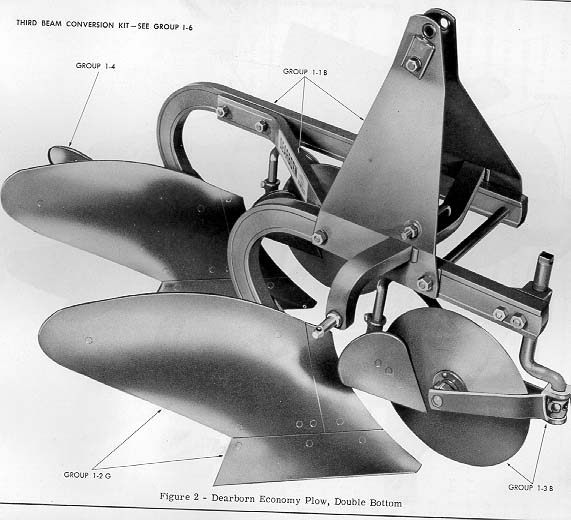 THIRD BEAM CONVERSION KIT—SEE GROUP 1-6
GROUP 1-4
GROUP 1-1 B
DEARBORN
GROUP 1-2 G
GROUP 1-3 B
Figure 2 - Dearborn Economy Plow, Double Bottom